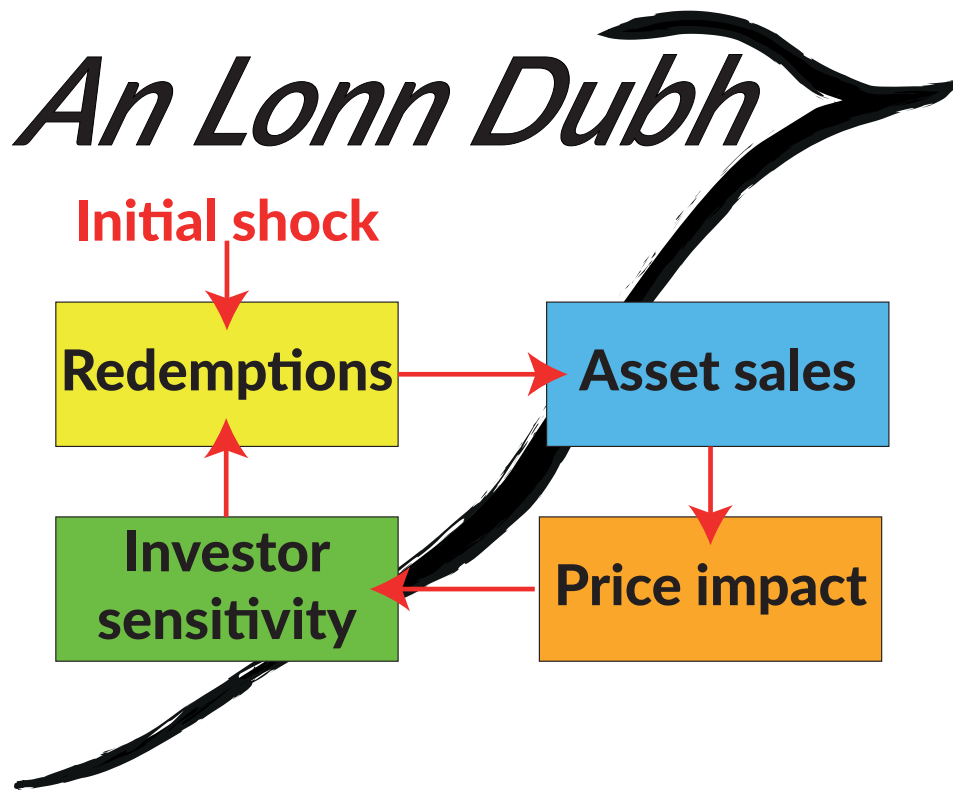 An Lonn Dubh
Initial shock
Redemptions
Asset sales
Investor
sensitivity
Price impact